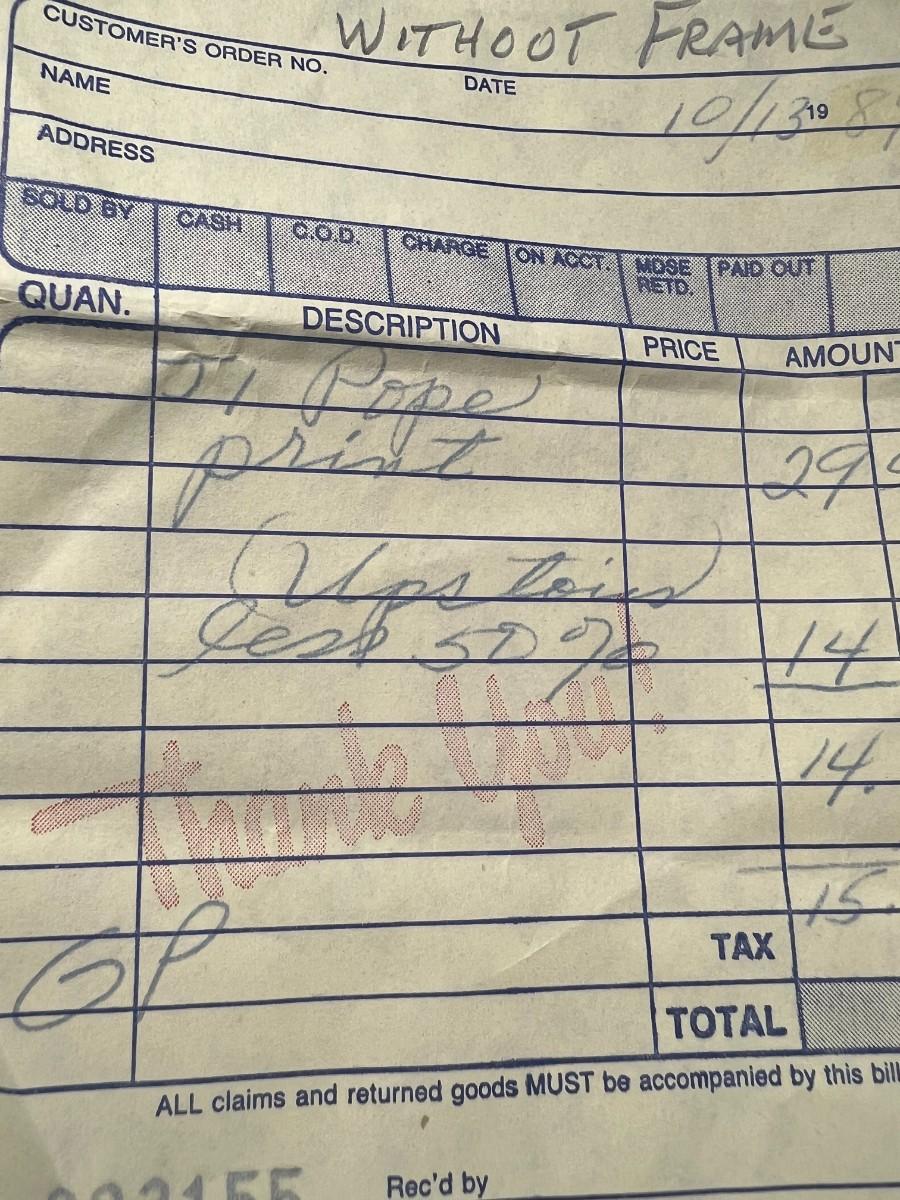 WITHOUT FRAME
CUSTOMER'S ORDER NO.
DATE
NAME
10/13 19 8
ADDRESS
SOLD BY CASH C.O.D. CHARGE ON ACCT. MDSE RETD. PAID OUT
QUAN. DESCRIPTION PRICE AMOUNT
Pope
print 29
(Upstairs)
Less 50% 14
Thank You!
14.
15.
GP
TAX
TOTAL
ALL claims and returned goods MUST be accompanied by this bill
Rec'd by